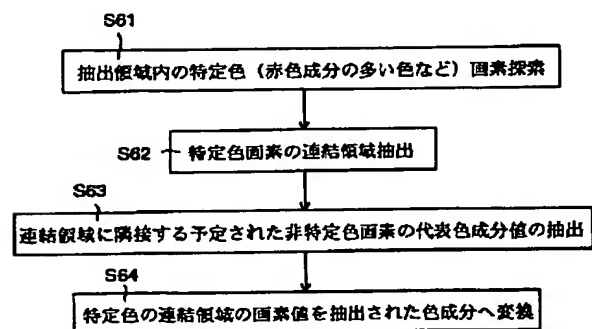 S61
抽出領域内の特定色（赤色成分の多い色など）画素探索
S62
特定色画素の連結領域抽出
S63
連結領域に隣接する予定された非特定色画素の代表色成分値の抽出
S64
特定色の連結領域の画素値を抽出された色成分へ変換